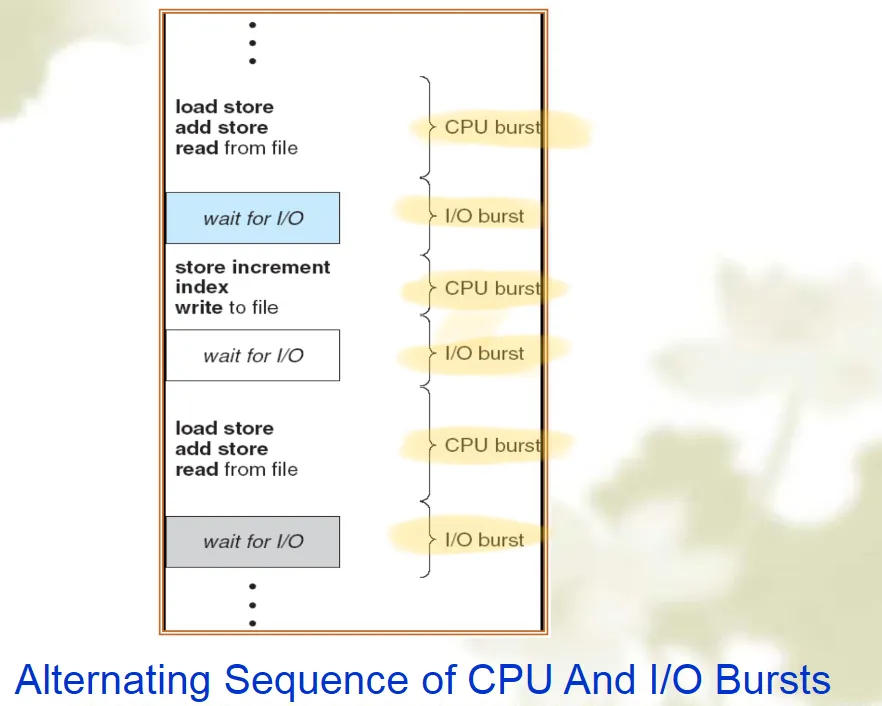 load store
add store
read from file
CPU burst
wait for I/O
I/O burst
store increment
index
write to file
CPU burst
wait for I/O
I/O burst
load store
add store
read from file
CPU burst
wait for I/O
I/O burst
Alternating Sequence of CPU And I/O Bursts